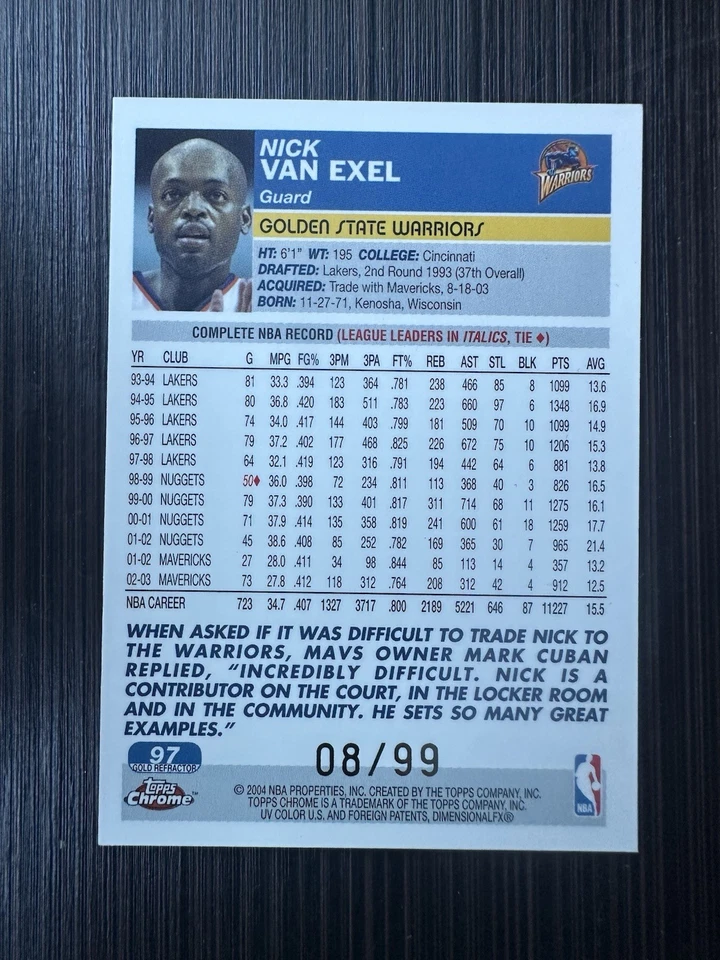 NICK
VAN EXEL
Guard
WARRIORS
GOLDEN STATE WARRIORS
HT: 6'1" WT: 195 COLLEGE: Cincinnati
DRAFTED: Lakers, 2nd Round 1993 (37th Overall)
ACQUIRED: Trade with Mavericks, 8-18-03
BORN: 11-27-71, Kenosha, Wisconsin
COMPLETE NBA RECORD (LEAGUE LEADERS IN ITALICS, TIE ♦)
YR CLUB G MPG FG% 3PM 3PA FT% REB AST STL BLK PTS AVG
93-94 LAKERS 81 33.3 .394 123 364 .781 238 466 85 8 1099 13.6
94-95 LAKERS 80 36.8 .420 183 511 .783 223 660 97 6 1348 16.9
95-96 LAKERS 74 34.0 .417 144 403 .799 181 509 70 10 1099 14.9
96-97 LAKERS 79 37.2 .402 177 468 .825 226 672 75 10 1206 15.3
97-98 LAKERS 64 32.1 .419 123 316 .791 194 442 64 6 881 13.8
98-99 NUGGETS 50♦ 36.0 .398 72 234 .811 113 368 40 3 826 16.5
99-00 NUGGETS 79 37.3 .390 133 401 .817 311 714 68 11 1275 16.1
00-01 NUGGETS 71 37.9 .414 135 358 .819 241 600 61 18 1259 17.7
01-02 NUGGETS 45 38.6 .408 85 252 .782 169 365 30 7 965 21.4
01-02 MAVERICKS 27 28.0 .411 34 98 .844 85 113 14 4 357 13.2
02-03 MAVERICKS 73 27.8 .412 118 312 .764 208 312 42 4 912 12.5
NBA CAREER 723 34.7 .407 1327 3717 .800 2189 5221 646 87 11227 15.5
WHEN ASKED IF IT WAS DIFFICULT TO TRADE NICK TO
THE WARRIORS, MAVS OWNER MARK CUBAN
REPLIED, "INCREDIBLY DIFFICULT. NICK IS A
CONTRIBUTOR ON THE COURT, IN THE LOCKER ROOM
AND IN THE COMMUNITY. HE SETS SO MANY GREAT
EXAMPLES."
97
GOLD REFRACTOR
08/99
Topps
Chrome™
© 2004 NBA PROPERTIES, INC. CREATED BY THE TOPPS COMPANY, INC.
TOPPS CHROME IS A TRADEMARK OF THE TOPPS COMPANY, INC.
UV COLOR U.S. AND FOREIGN PATENTS, DIMENSIONALFX®
NBA